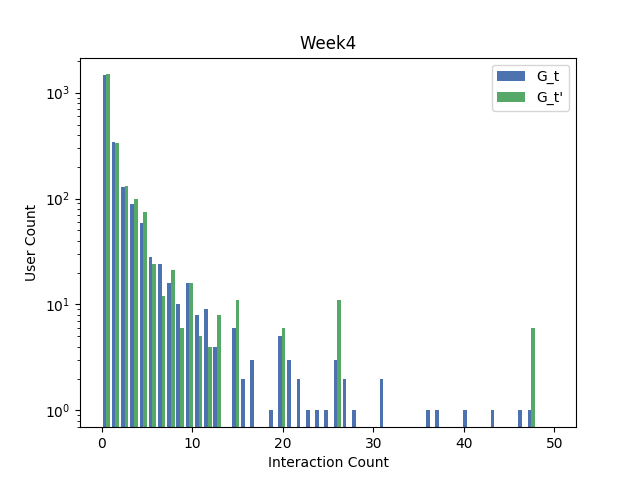 Week4
G_t
G_t'
User Count
10³
10²
10¹
10⁰
0 10 20 30 40 50
Interaction Count